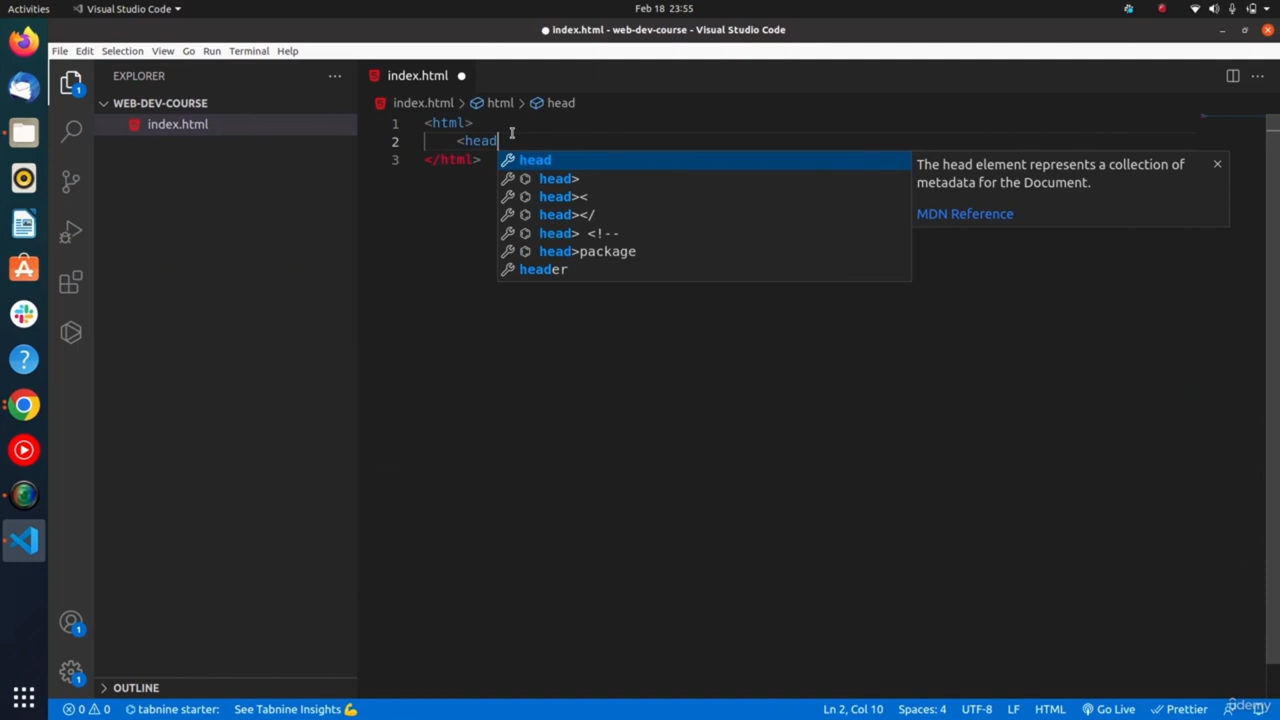 Activities
Visual Studio Code
Feb 18 23:55
index.html - web-dev-course - Visual Studio Code
File Edit Selection View Go Run Terminal Help
EXPLORER
index.html
WEB-DEV-COURSE
index.html > html > head
index.html
1 <html>
2 <head
3 </html>
head
head>
head><
head></
head> <!--
head>package
header
The head element represents a collection of
metadata for the Document.
MDN Reference
1
1
1
OUTLINE
0 0 tabnine starter: See Tabnine Insights 💪
Ln 2, Col 10 Spaces: 4 UTF-8 LF HTML Go Live Prettier
udemy